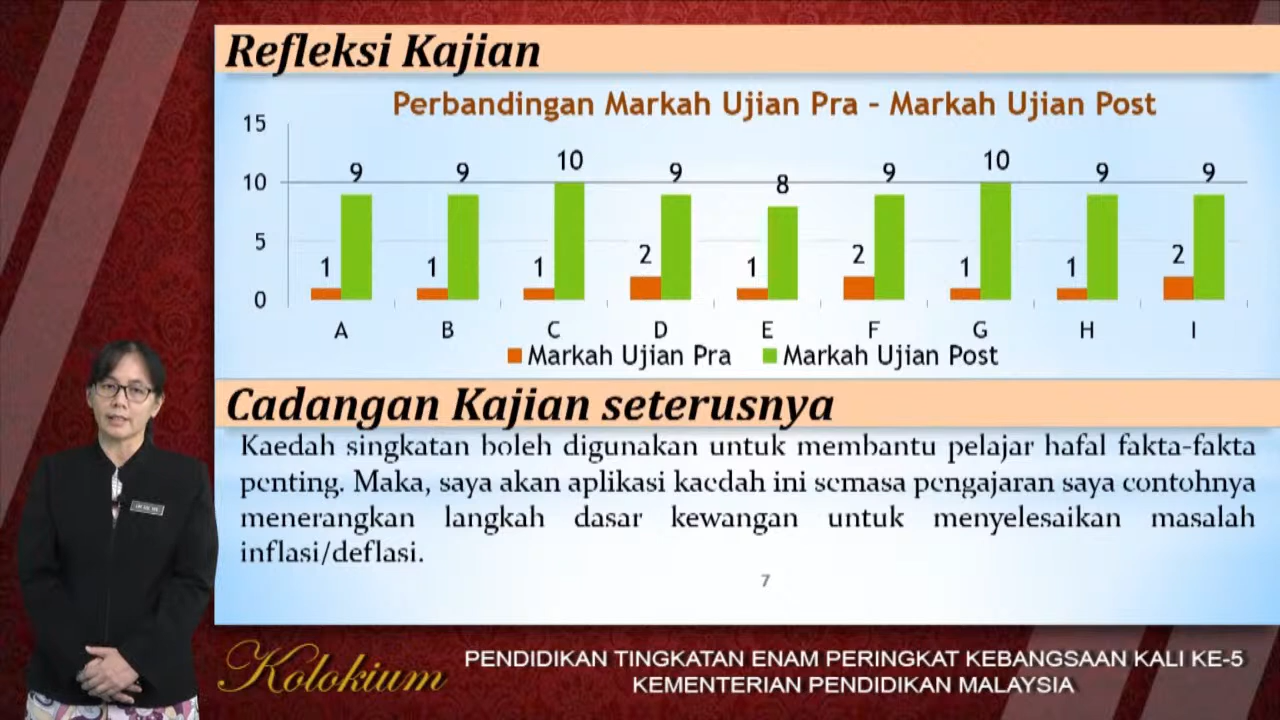 Refleksi Kajian
Perbandingan Markah Ujian Pra - Markah Ujian Post
15
9 9 10 9 8 9 10 9 9
10
5
1 1 1 2 1 2 1 1 2
0
A B C D E F G H I
Markah Ujian Pra Markah Ujian Post
Cadangan Kajian seterusnya
Kaedah singkatan boleh digunakan untuk membantu pelajar hafal fakta-fakta
penting. Maka, saya akan aplikasi kaedah ini semasa pengajaran saya contohnya
menerangkan langkah dasar kewangan untuk menyelesaikan masalah
inflasi/deflasi.
7
Kolokium
PENDIDIKAN TINGKATAN ENAM PERINGKAT KEBANGSAAN KALI KE-5
KEMENTERIAN PENDIDIKAN MALAYSIA